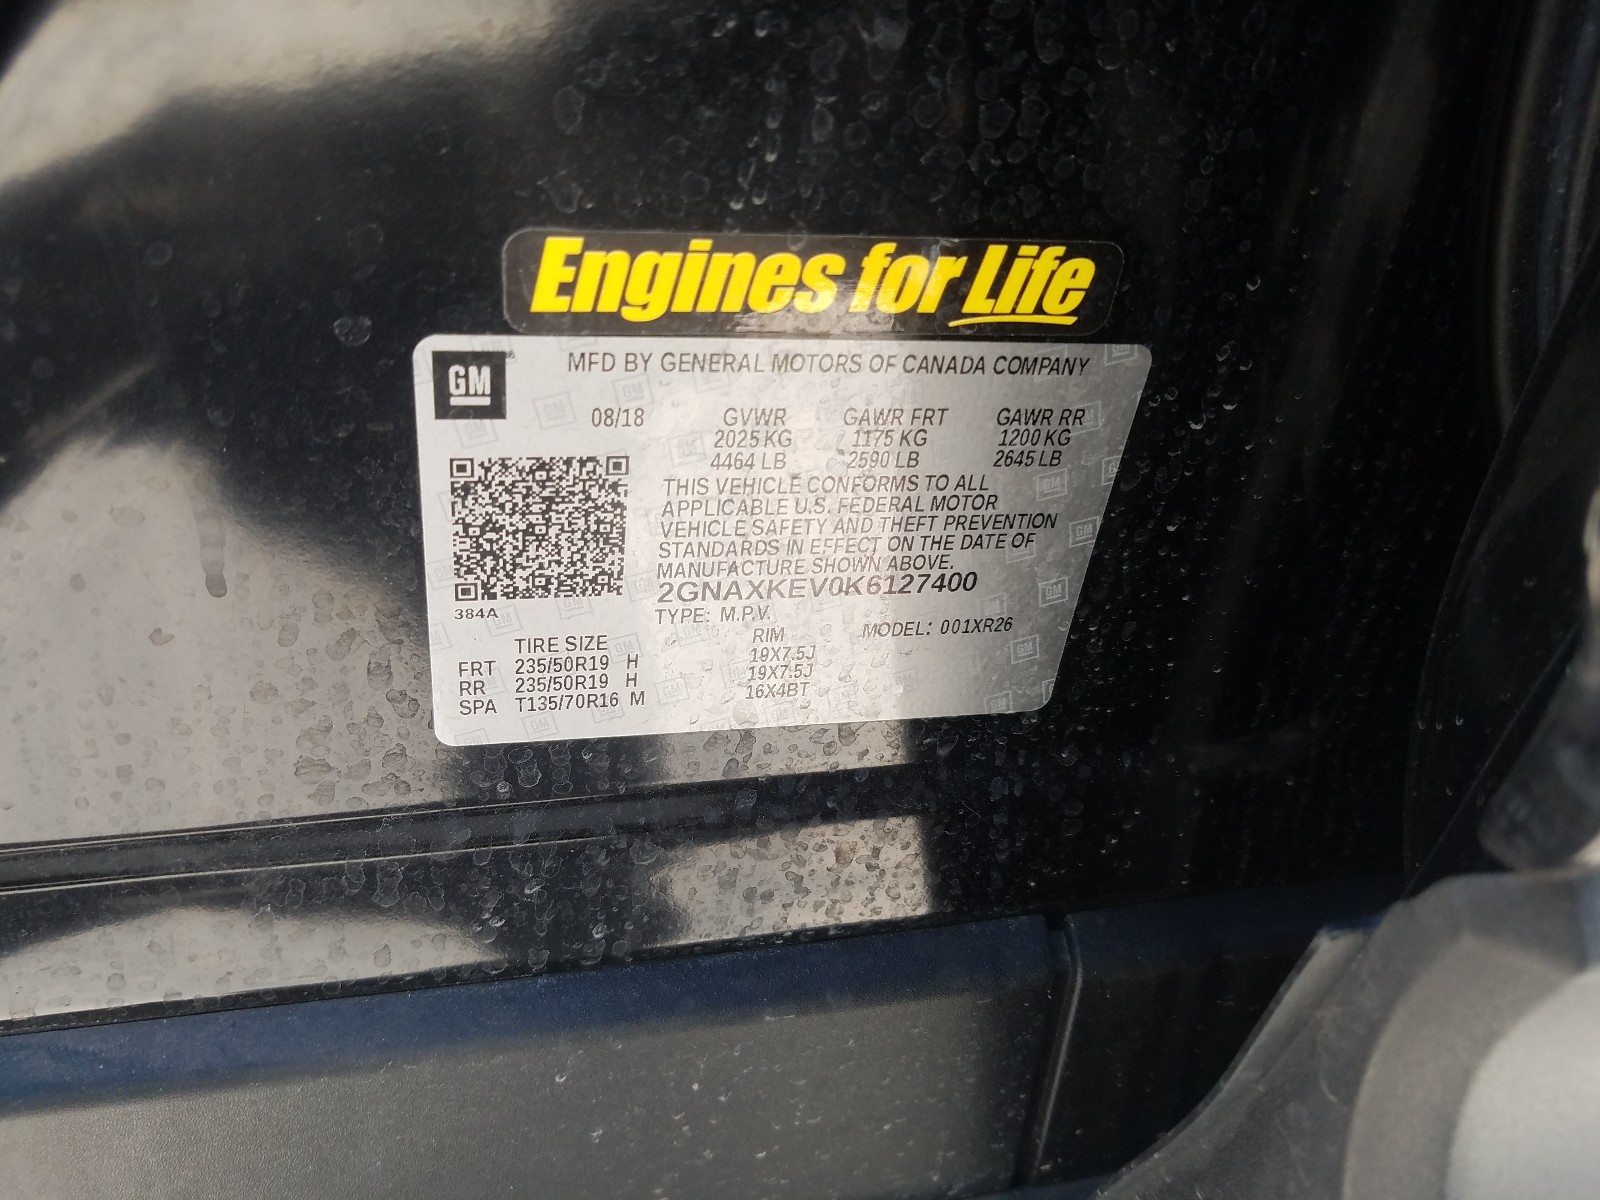 Engines for Life
GM
MFD BY GENERAL MOTORS OF CANADA COMPANY
08/18 GVWR GAWR FRT GAWR RR
2025 KG 1175 KG 1200 KG
4464 LB 2590 LB 2645 LB
THIS VEHICLE CONFORMS TO ALL
APPLICABLE U.S. FEDERAL MOTOR
VEHICLE SAFETY AND THEFT PREVENTION
STANDARDS IN EFFECT ON THE DATE OF
MANUFACTURE SHOWN ABOVE.
2GNAXKEV0K6127400
384A
TYPE: M.P.V. MODEL: 001XR26
TIRE SIZE RIM
FRT 235/50R19 H 19X7.5J
RR 235/50R19 H 19X7.5J
SPA T135/70R16 M 16X4BT